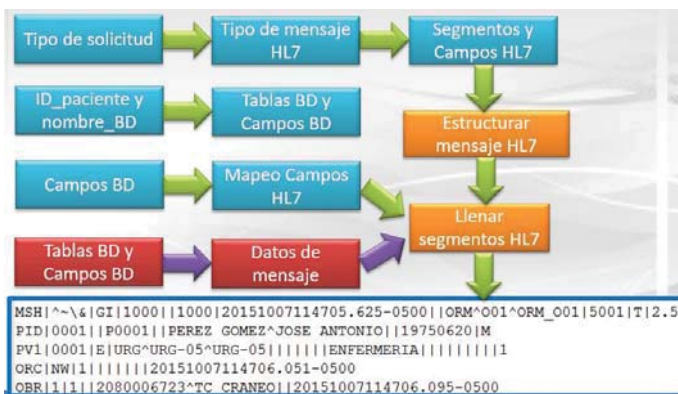 Tipo de solicitud
Tipo de mensaje
HL7
Segmentos y
Campos HL7
ID_paciente y
nombre_BD
Tablas BD y
Campos BD
Estructurar
mensaje HL7
Campos BD
Mapeo Campos
HL7
Llenar
segmentos HL7
Tablas BD y
Campos BD
Datos de
mensaje
MSH|^~\&|GI|1000||1000|20151007114705.625-0500||ORM^O01^ORM_O01|5001|T|2.5
PID|0001||P0001||PEREZ GOMEZ^JOSE ANTONIO||19750620|M
PV1|0001|E|URG^URG-05^URG-05|||||||ENFERMERIA|||||||||1
ORC|NW|1|||||||20151007114706.051-0500
OBR|1|1||2080006723^TC CRANEO||20151007114706.095-0500